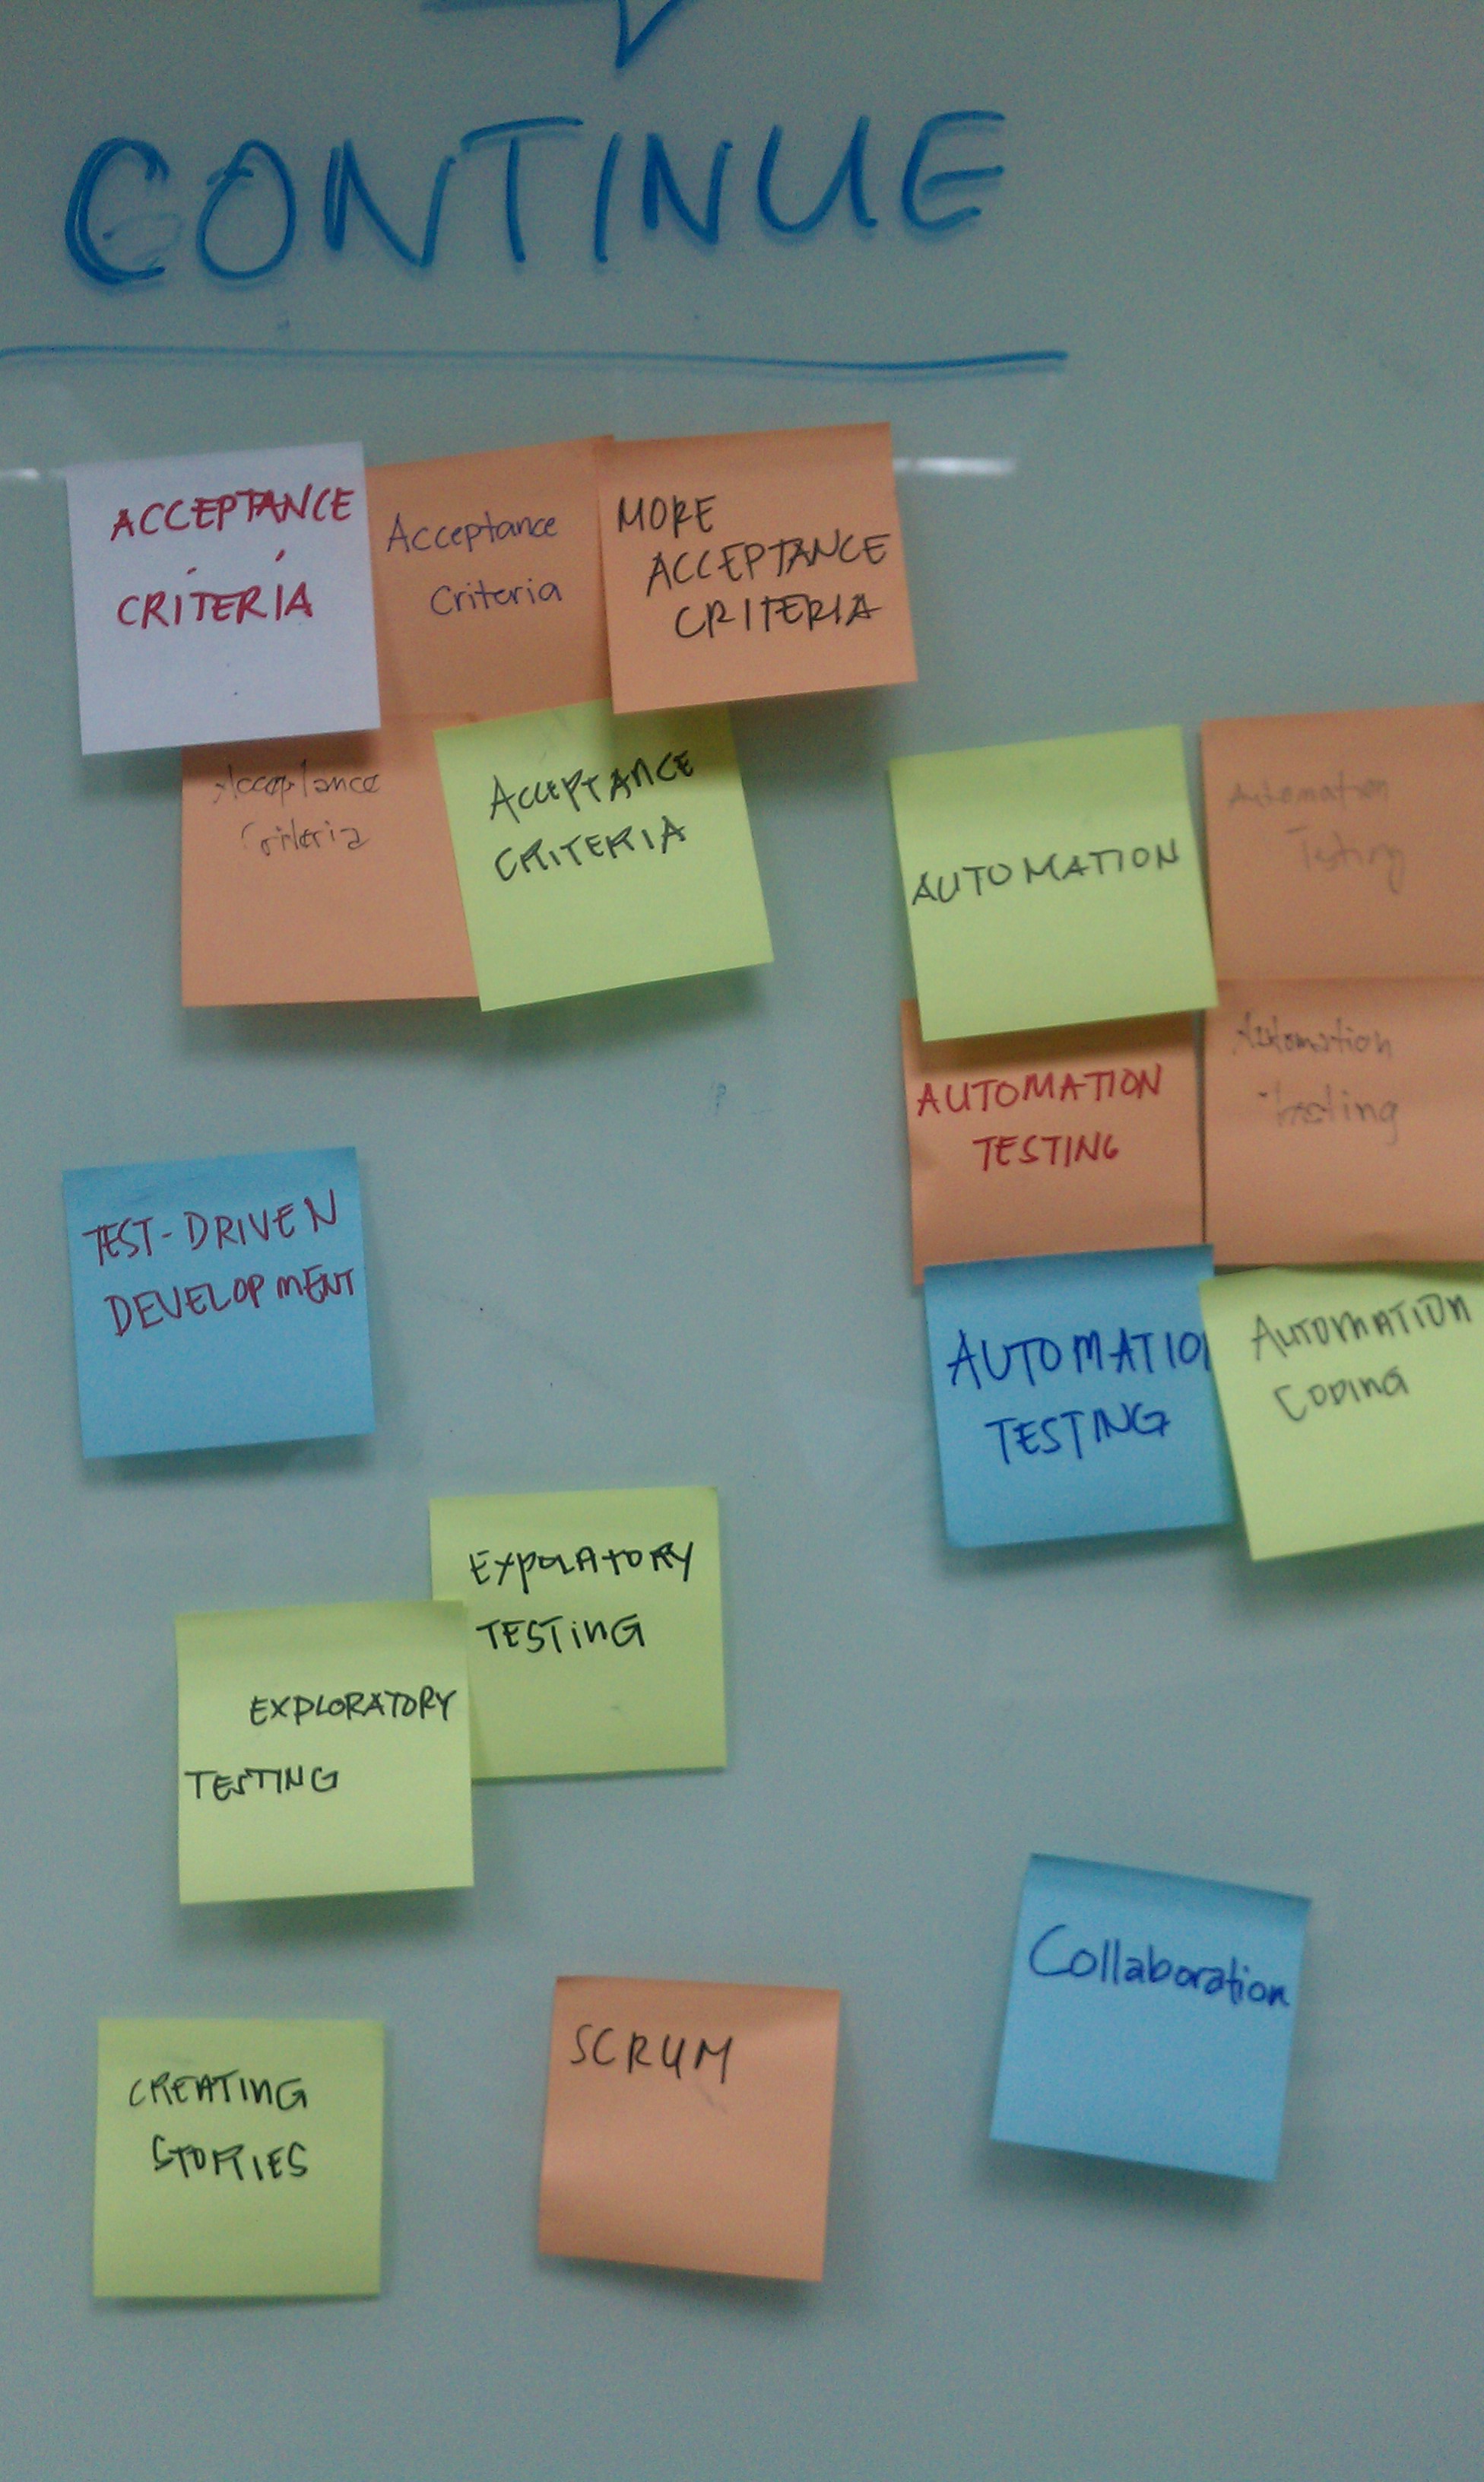 CONTINUE
ACCEPTANCE
CRITERIA
Acceptance
Criteria
MORE
ACCEPTANCE
CRITERIA
Acceptance
Criteria
ACCEPTANCE
CRITERIA
AUTOMATION
Automation
Testing
AUTOMATION
TESTING
Automation
testing
AUTOMATIO
TESTING
AUTOMATION
CODING
TEST-DRIVEN
DEVELOPMENT
EXPOLATORY
TESTING
EXPLORATORY
TESTING
CREATING
STORIES
SCRUM
Collaboration